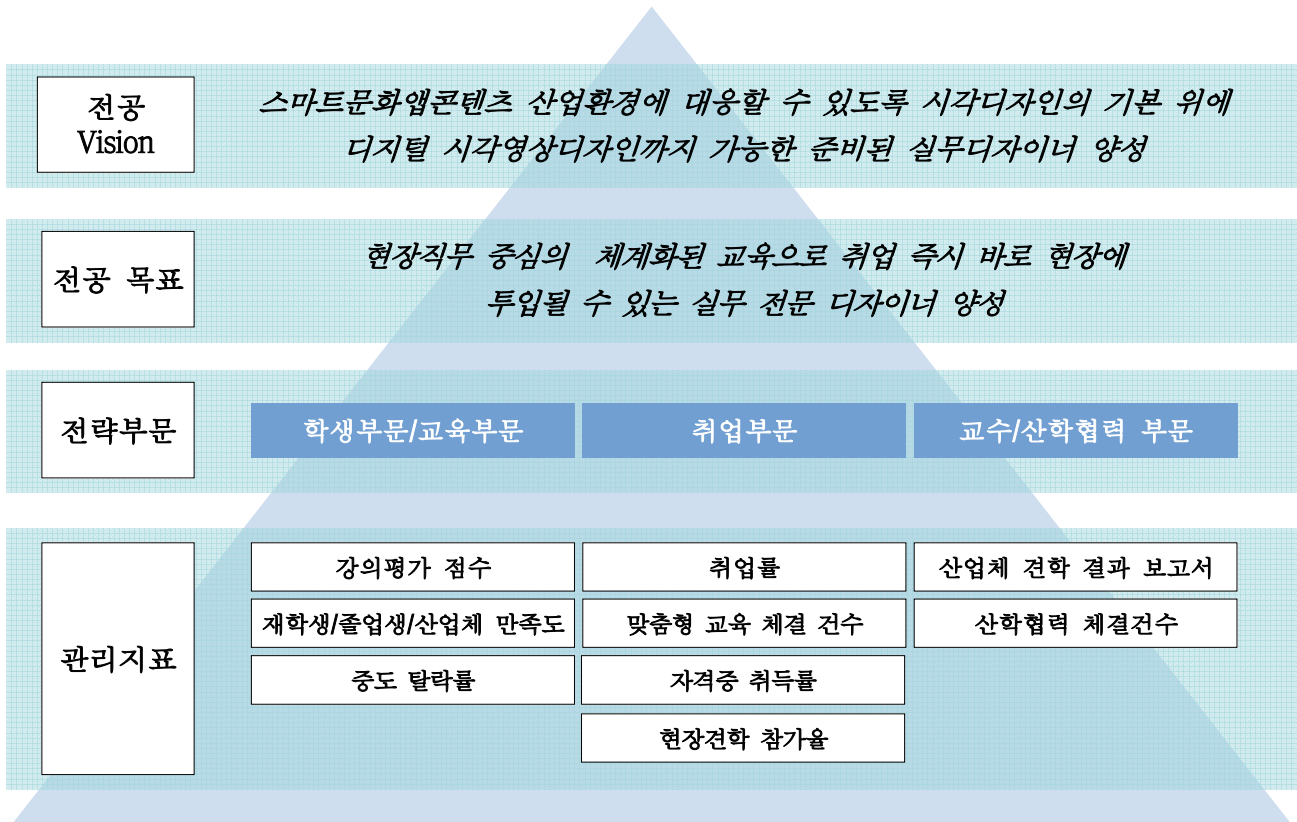 전공
Vision
스마트문화앱콘텐츠 산업환경에 대응할 수 있도록 시각디자인의 기본 위에
디지털 시각영상디자인까지 가능한 준비된 실무디자이너 양성
전공 목표
현장직무 중심의 체계화된 교육으로 취업 즉시 바로 현장에
투입될 수 있는 실무 전문 디자이너 양성
전략부문
학생부문/교육부문
취업부문
교수/산학협력 부문
관리지표
강의평가 점수
취업률
산업체 견학 결과 보고서
재학생/졸업생/산업체 만족도
맞춤형 교육 체결 건수
산학협력 체결건수
중도 탈락률
자격증 취득률
현장견학 참가율